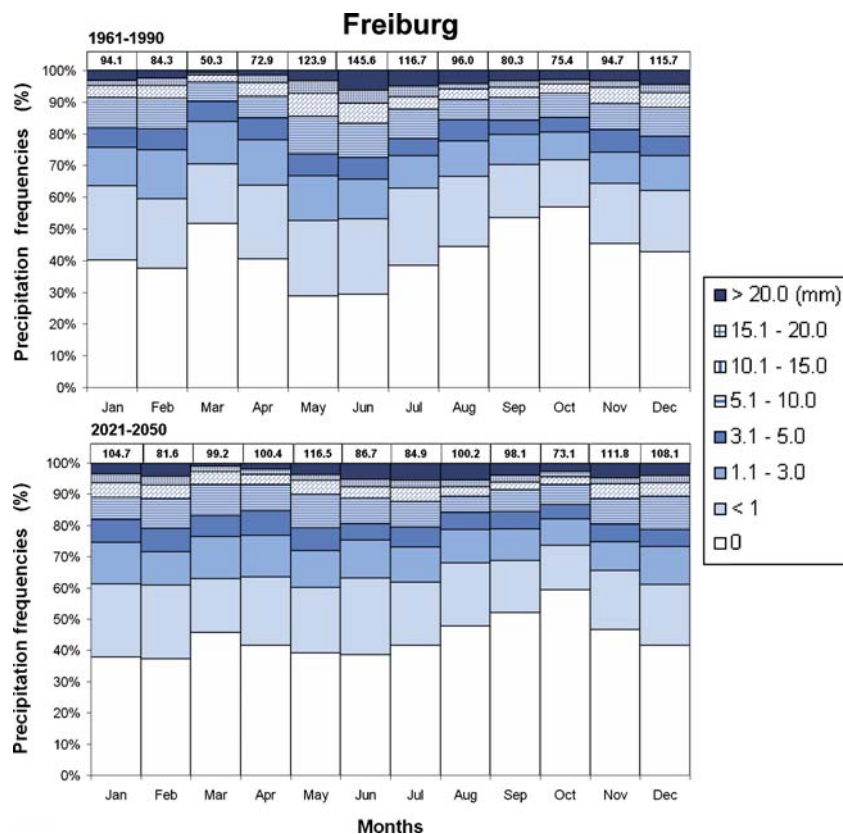 Freiburg
1961-1990
94.1 84.3 50.3 72.9 123.9 145.6 116.7 96.0 80.3 75.4 94.7 115.7
Precipitation frequencies (%)
100%
90%
80%
70%
60%
50%
40%
30%
20%
10%
0%
Jan Feb Mar Apr May Jun Jul Aug Sep Oct Nov Dec
2021-2050
104.7 81.6 99.2 100.4 116.5 86.7 84.9 100.2 98.1 73.1 111.8 108.1
Precipitation frequencies (%)
100%
90%
80%
70%
60%
50%
40%
30%
20%
10%
0%
Jan Feb Mar Apr May Jun Jul Aug Sep Oct Nov Dec
Months
> 20.0 (mm)
15.1 - 20.0
10.1 - 15.0
5.1 - 10.0
3.1 - 5.0
1.1 - 3.0
< 1
0